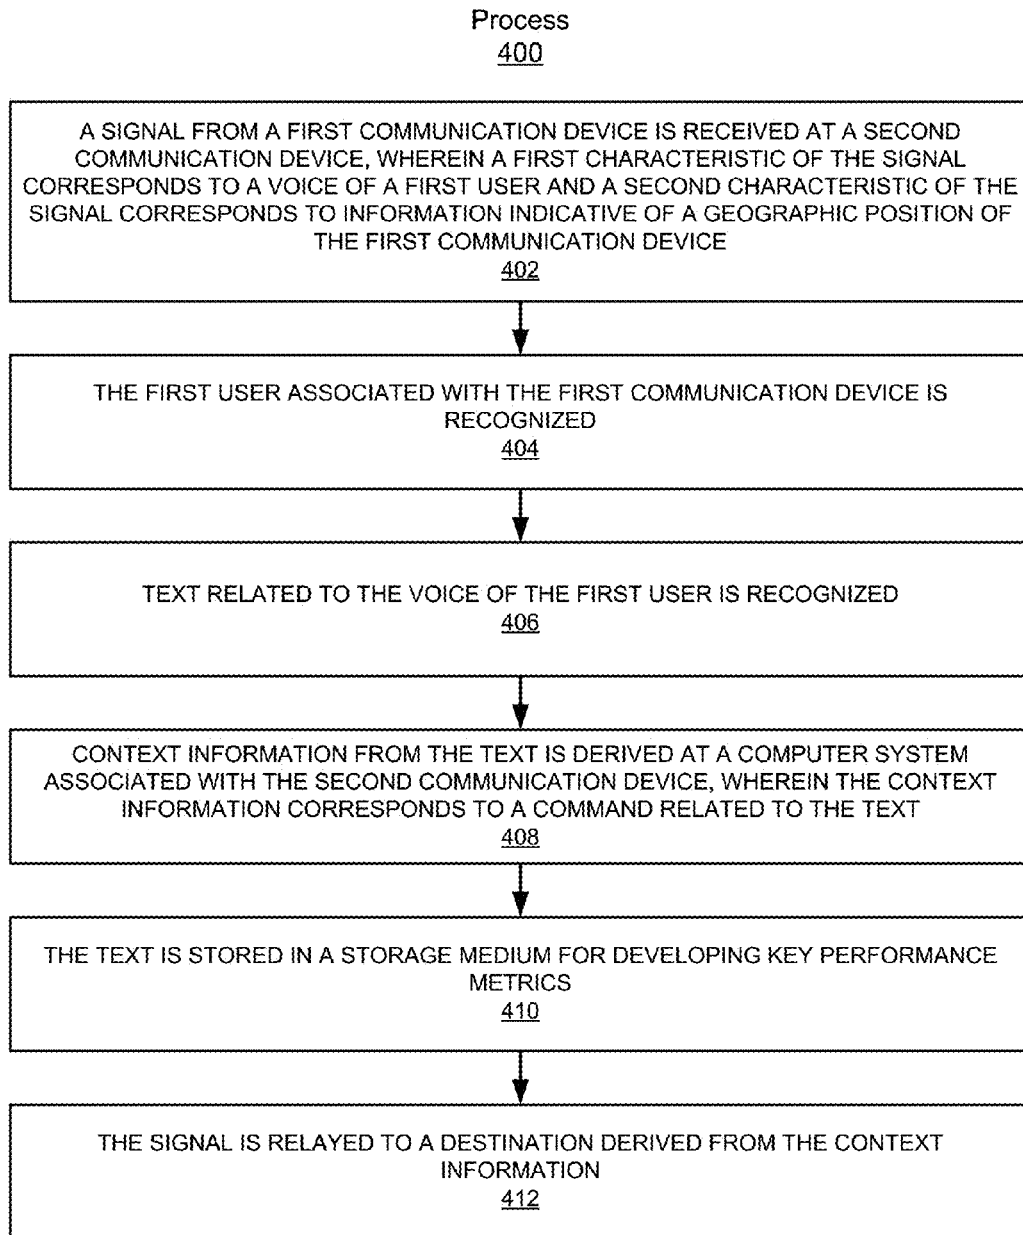 Process
400
A SIGNAL FROM A FIRST COMMUNICATION DEVICE IS RECEIVED AT A SECOND
COMMUNICATION DEVICE, WHEREIN A FIRST CHARACTERISTIC OF THE SIGNAL
CORRESPONDS TO A VOICE OF A FIRST USER AND A SECOND CHARACTERISTIC OF THE
SIGNAL CORRESPONDS TO INFORMATION INDICATIVE OF A GEOGRAPHIC POSITION OF
THE FIRST COMMUNICATION DEVICE
402
THE FIRST USER ASSOCIATED WITH THE FIRST COMMUNICATION DEVICE IS
RECOGNIZED
404
TEXT RELATED TO THE VOICE OF THE FIRST USER IS RECOGNIZED
406
CONTEXT INFORMATION FROM THE TEXT IS DERIVED AT A COMPUTER SYSTEM
ASSOCIATED WITH THE SECOND COMMUNICATION DEVICE, WHEREIN THE CONTEXT
INFORMATION CORRESPONDS TO A COMMAND RELATED TO THE TEXT
408
THE TEXT IS STORED IN A STORAGE MEDIUM FOR DEVELOPING KEY PERFORMANCE
METRICS
410
THE SIGNAL IS RELAYED TO A DESTINATION DERIVED FROM THE CONTEXT
INFORMATION
412